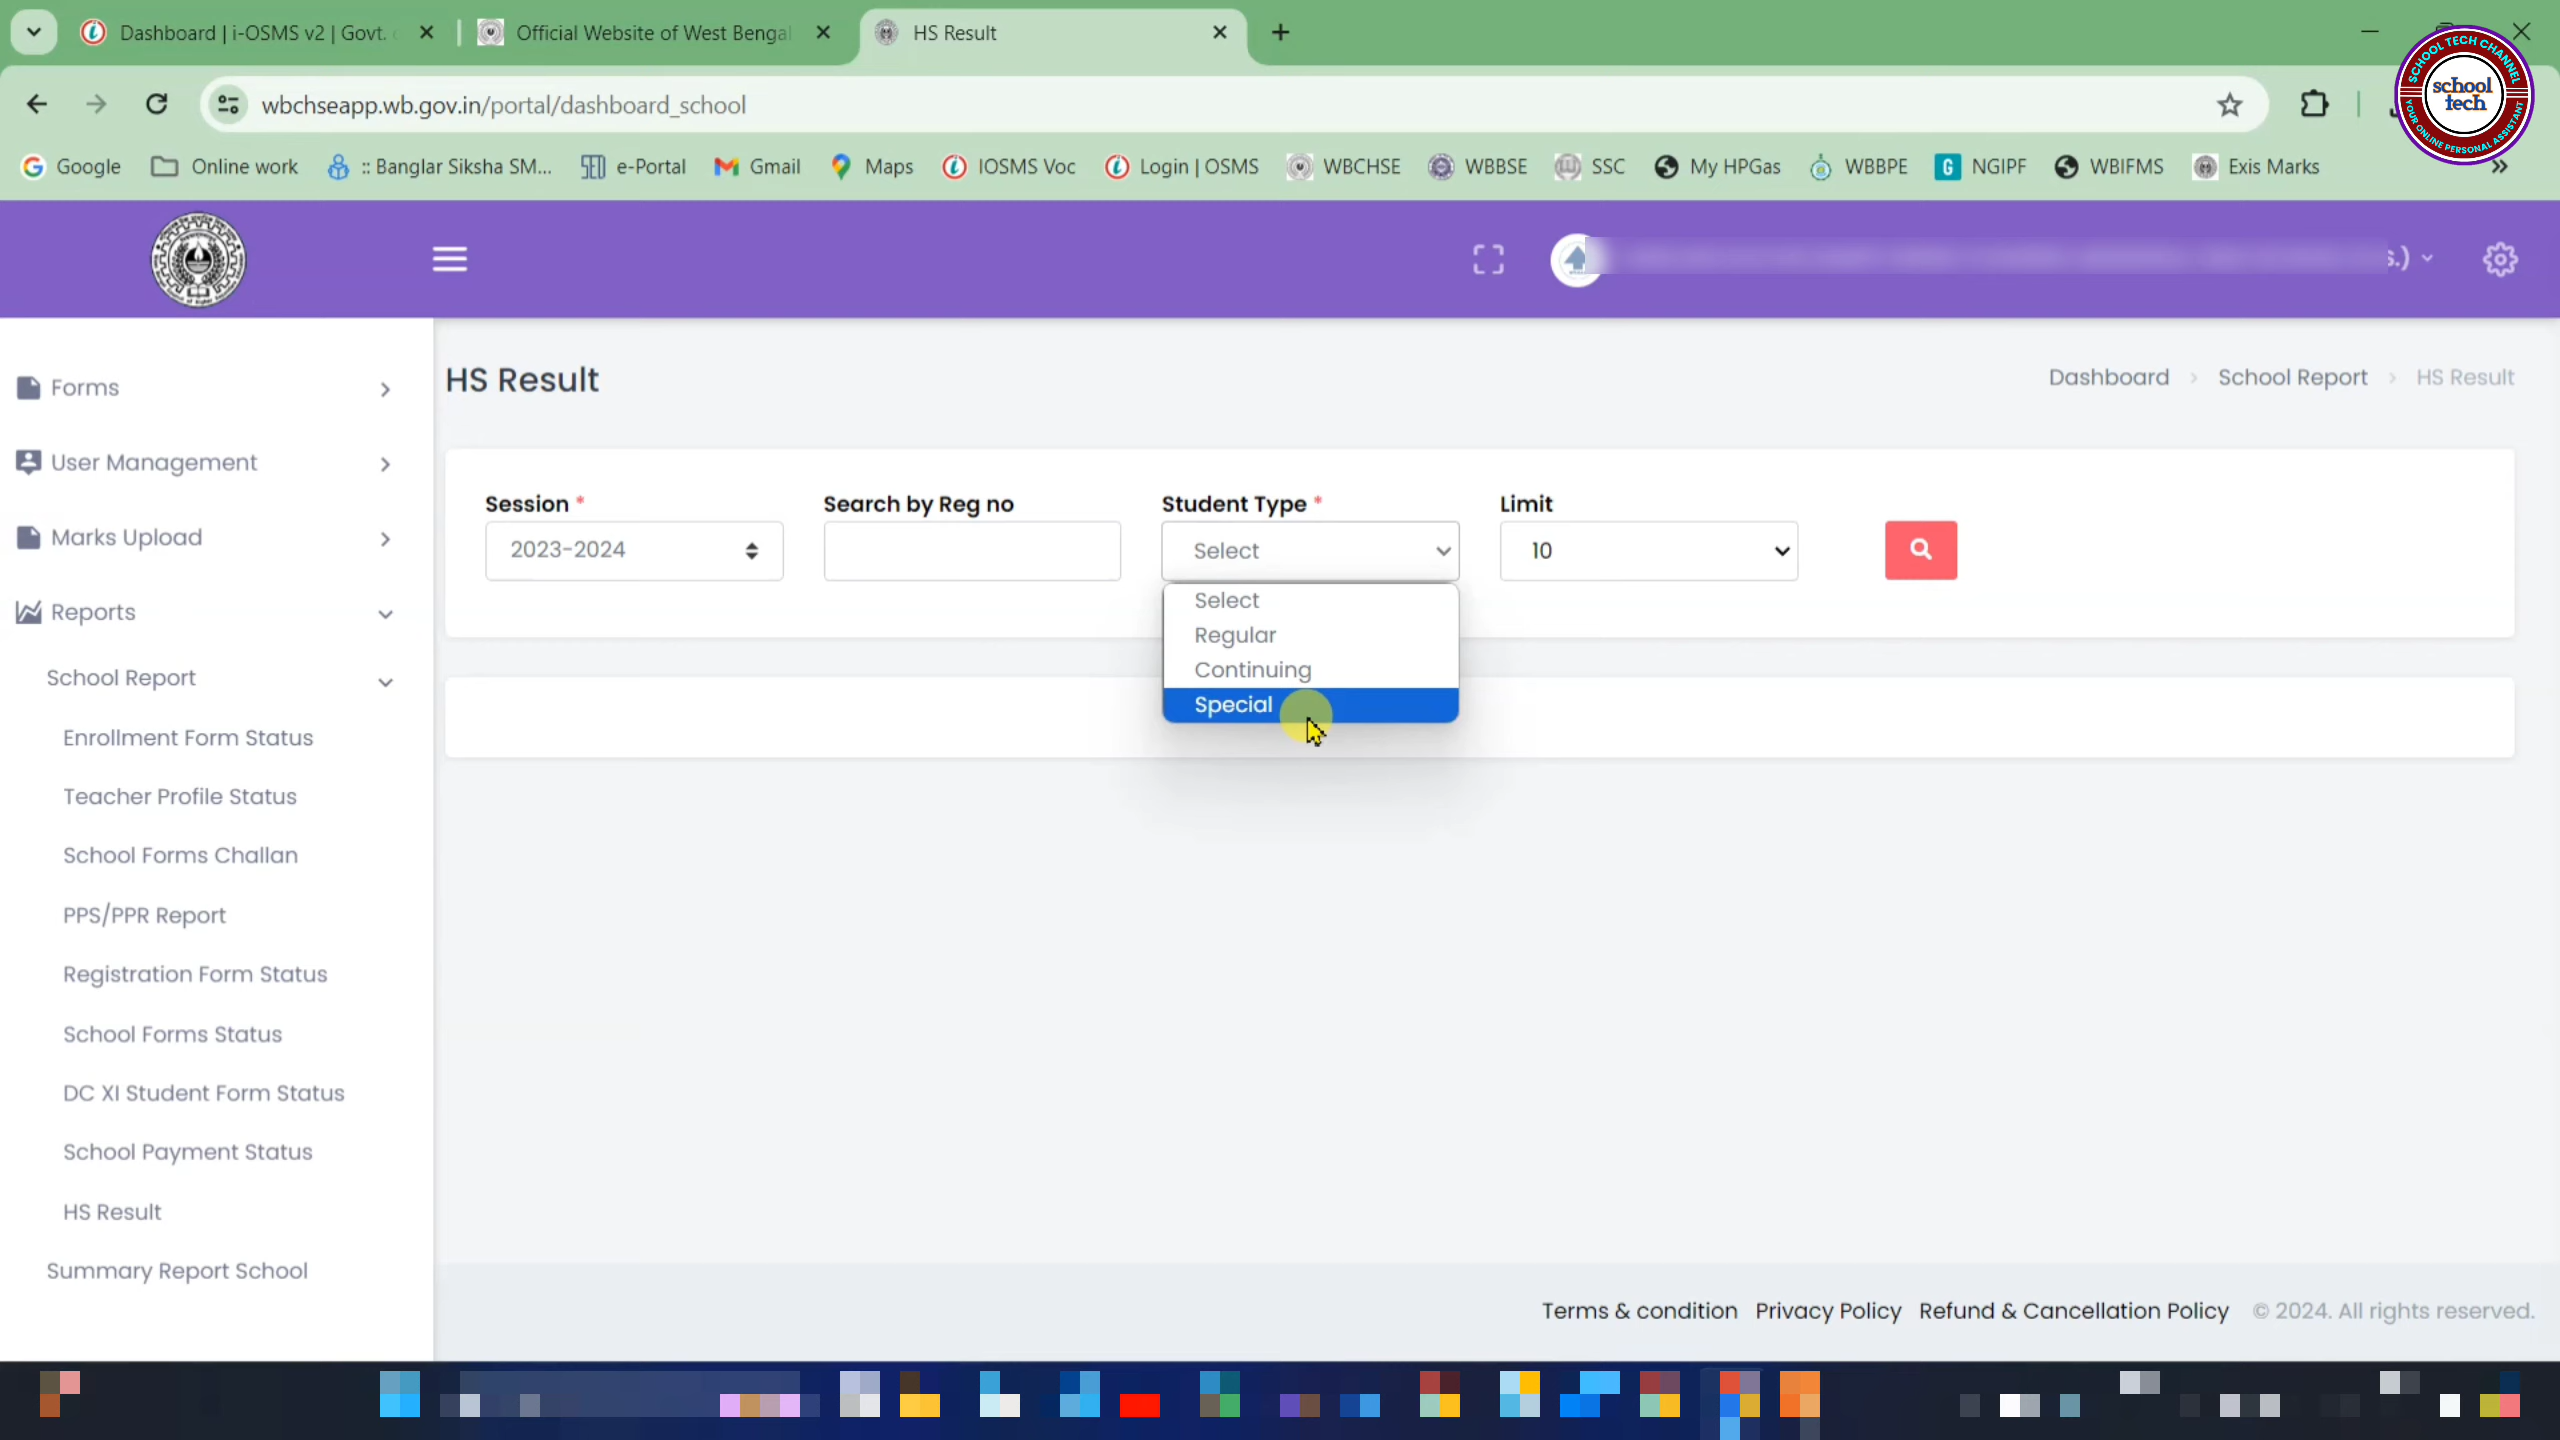 Dashboard | i-OSMS v2 | Govt.
Official Website of West Bengal
HS Result
wbchseapp.wb.gov.in/portal/dashboard_school
SCHOOL TECH CHANNEL
school
tech
YOUR ONLINE PERSONAL ASSISTANT
Google
Online work
:: Banglar Siksha SM...
e-Portal
Gmail
Maps
IOSMS Voc
Login | OSMS
WBCHSE
WBBSE
SSC
My HPGas
WBBPE
NGIPF
WBIFMS
Exis Marks
s.)
Forms
User Management
Marks Upload
Reports
School Report
Enrollment Form Status
Teacher Profile Status
School Forms Challan
PPS/PPR Report
Registration Form Status
School Forms Status
DC XI Student Form Status
School Payment Status
HS Result
Summary Report School
HS Result
Dashboard > School Report > HS Result
Session *
Search by Reg no
Student Type *
Limit
2023-2024
Select
10
Select
Regular
Continuing
Special
Terms & condition Privacy Policy Refund & Cancellation Policy © 2024. All rights reserved.